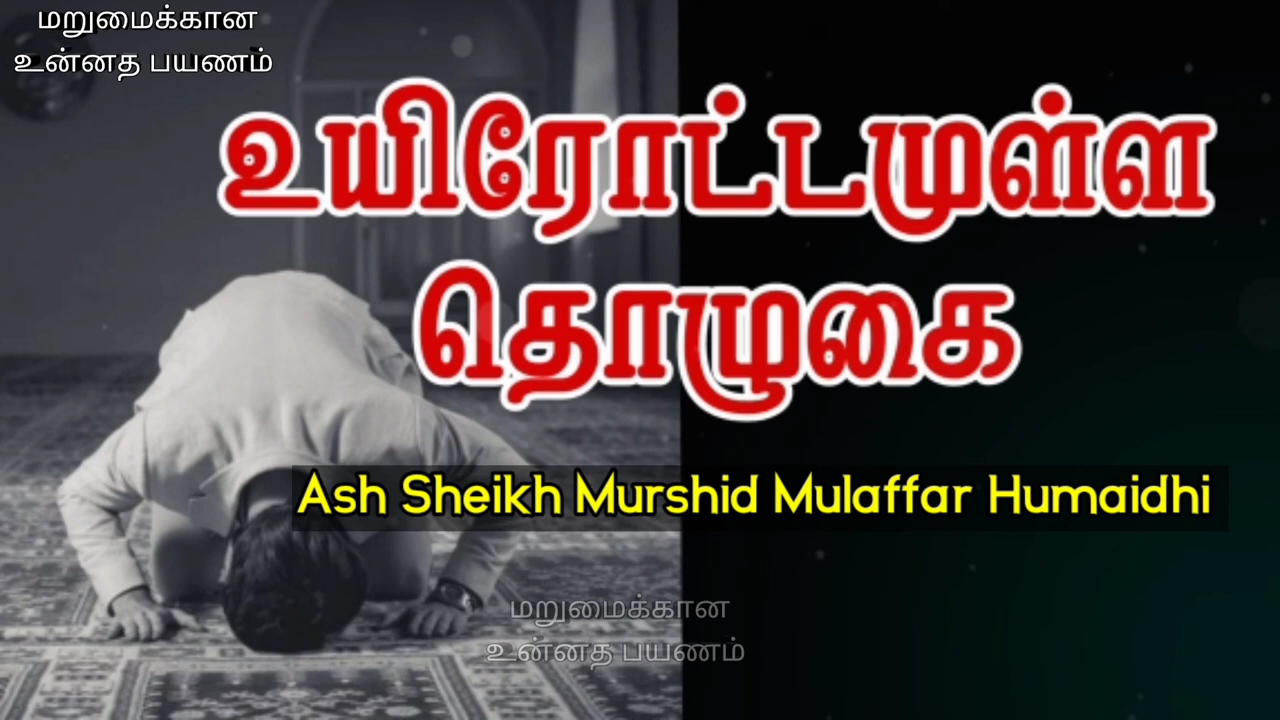 மறுமைக்கான
உன்னத பயணம்
உயிரோட்டமுள்ள
தொழுகை
Ash Sheikh Murshid Mulaffar Humaidhi
மறுமைக்கான
உன்னத பயணம்